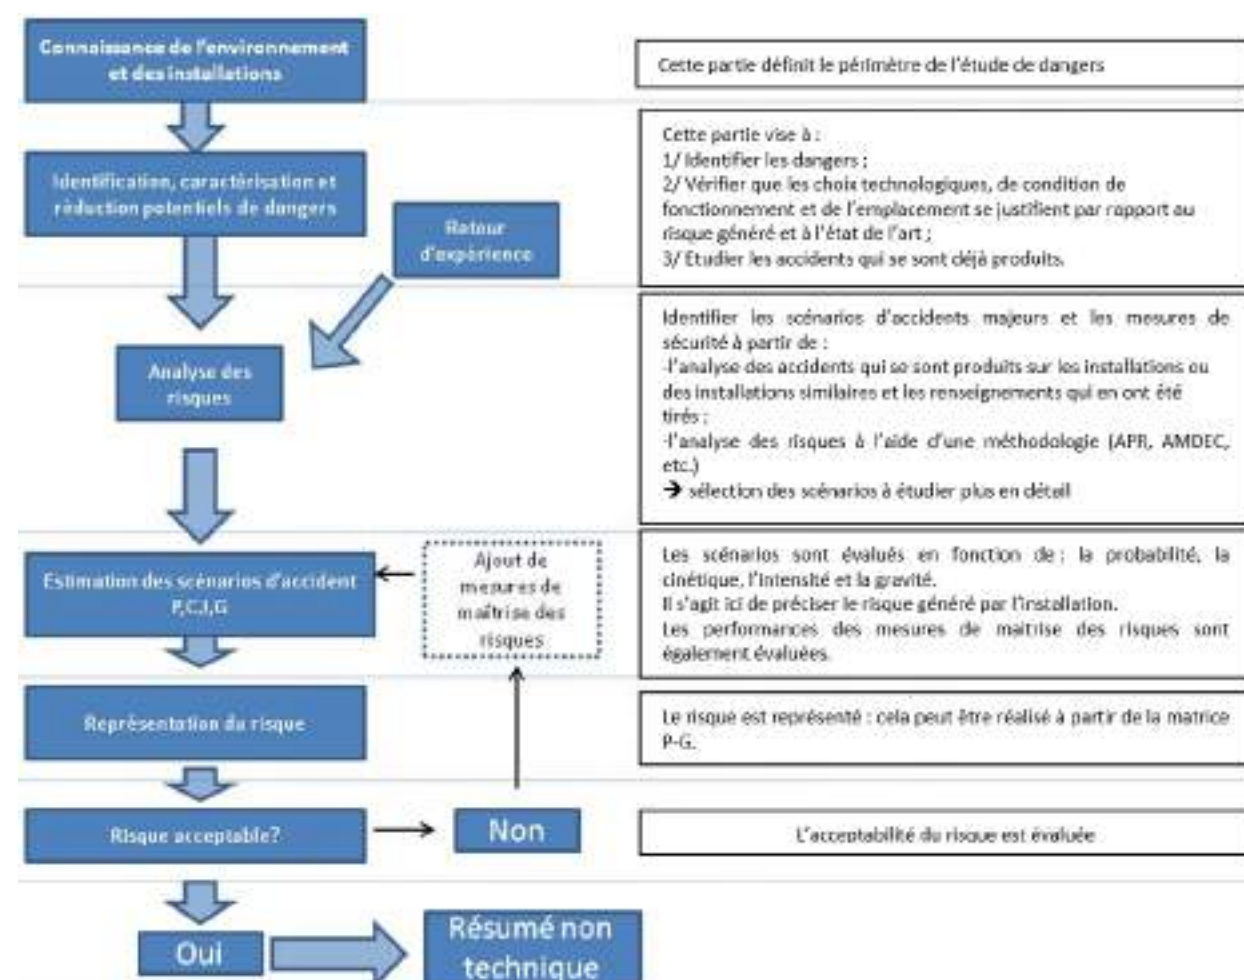 Connaissance de l'environnement
et des installations
Cette partie définit le périmètre de l'étude de dangers
Identification, caractérisation et
réduction potentiels de dangers
Cette partie vise à :
1/ Identifier les dangers ;
2/ Vérifier que les choix technologiques, de condition de
fonctionnement et de l'emplacement se justifient par rapport au
risque généré et à l'état de l'art ;
3/ Etudier les accidents qui se sont déjà produits.
Retour
d'expérience
Analyse des
risques
Identifier les scénarios d'accidents majeurs et les mesures de
sécurité à partir de :
-l'analyse des accidents qui se sont produits sur les installations ou
des installations similaires et les renseignements qui en ont été
tirés ;
-l'analyse des risques à l'aide d'une méthodologie (APR, AMDEC,
etc.)
➔ sélection des scénarios à étudier plus en détail
Estimation des scénarios d'accident
P,C,I,G
Ajout de
mesures de
maîtrise des
risques
Les scénarios sont évalués en fonction de : la probabilité, la
cinétique, l'intensité et la gravité.
Il s'agit ici de préciser le risque généré par l'installation.
Les performances des mesures de maitrise des risques sont
également évaluées.
Représentation du risque
Le risque est représenté : cela peut être réalisé à partir de la matrice
P-G.
Risque acceptable?
Non
L'acceptabilité du risque est évaluée
Oui
Résumé non
technique